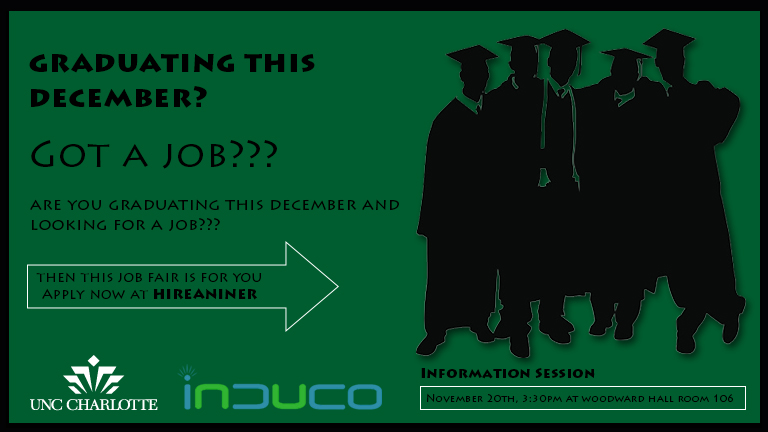 GRADUATING THIS
DECEMBER?
GOT A JOB???
ARE YOU GRADUATING THIS DECEMBER AND
LOOKING FOR A JOB???
THEN THIS JOB FAIR IS FOR YOU
APPLY NOW AT HIREANINER
UNC CHARLOTTE
INDUCO
INFORMATION SESSION
NOVEMBER 20TH, 3:30PM AT WOODWARD HALL ROOM 106